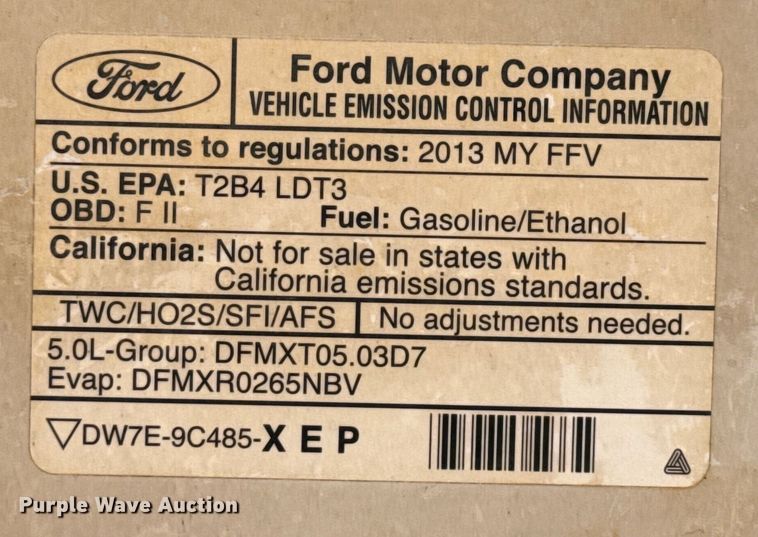 Ford
Ford Motor Company
VEHICLE EMISSION CONTROL INFORMATION
Conforms to regulations: 2013 MY FFV
U.S. EPA: T2B4 LDT3
OBD: F II Fuel: Gasoline/Ethanol
California: Not for sale in states with
California emissions standards.
TWC/HO2S/SFI/AFS No adjustments needed.
5.0L-Group: DFMXT05.03D7
Evap: DFMXR0265NBV
▽DW7E-9C485-X E P
Purple Wave Auction